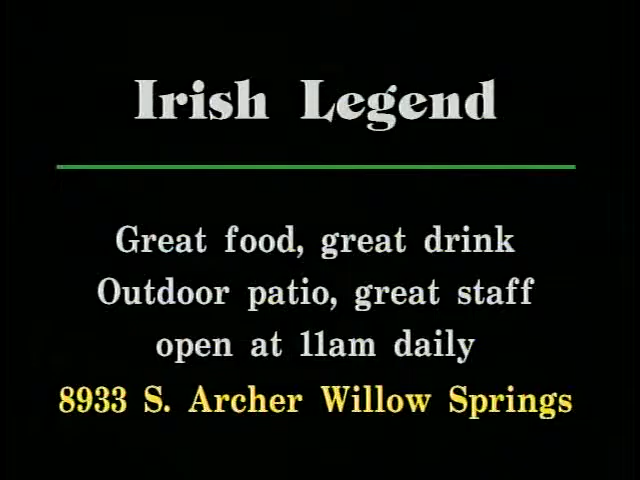 Irish Legend
Great food, great drink
Outdoor patio, great staff
open at 11am daily
8933 S. Archer Willow Springs